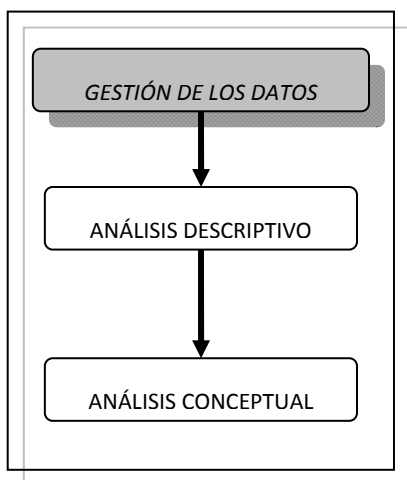 GESTIÓN DE LOS DATOS
ANÁLISIS DESCRIPTIVO
ANÁLISIS CONCEPTUAL